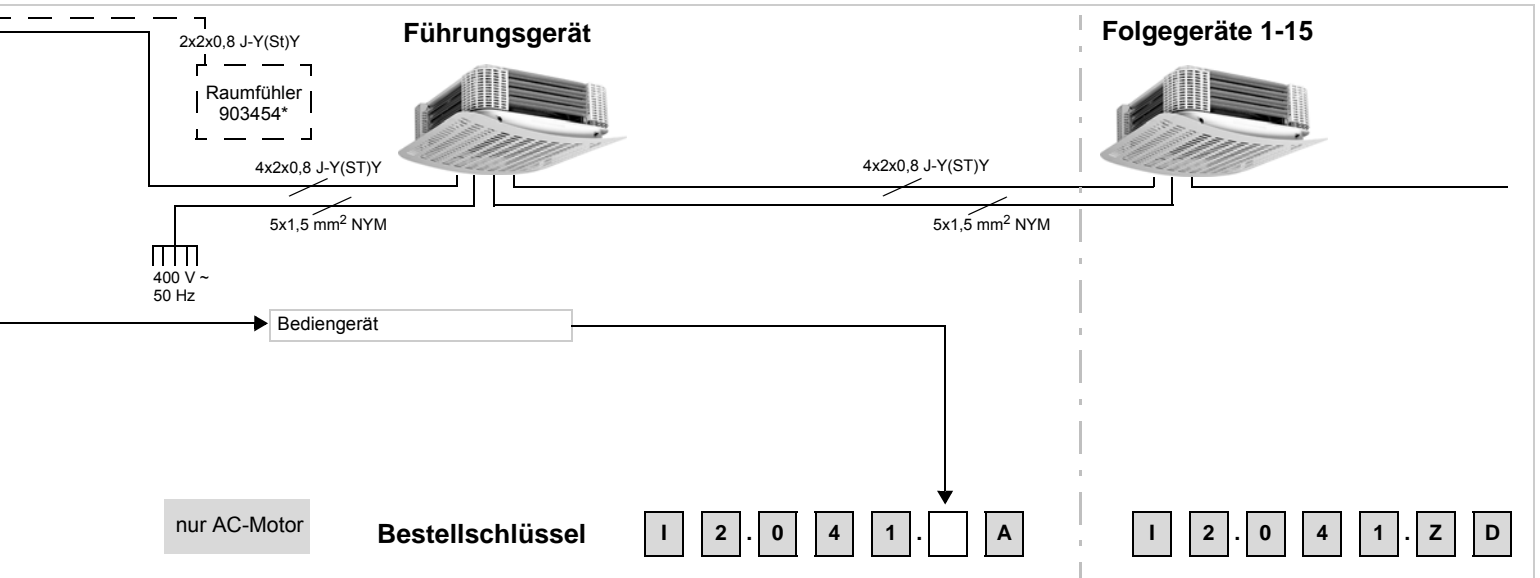 Führungsgerät
Folgegeräte 1-15
2x2x0,8 J-Y(St)Y
Raumfühler
903454*
4x2x0,8 J-Y(ST)Y
4x2x0,8 J-Y(ST)Y
5x1,5 mm² NYM
5x1,5 mm² NYM
400 V ~
50 Hz
Bediengerät
nur AC-Motor
Bestellschlüssel
I 2 . 0 4 1 . A
I 2 . 0 4 1 . Z D